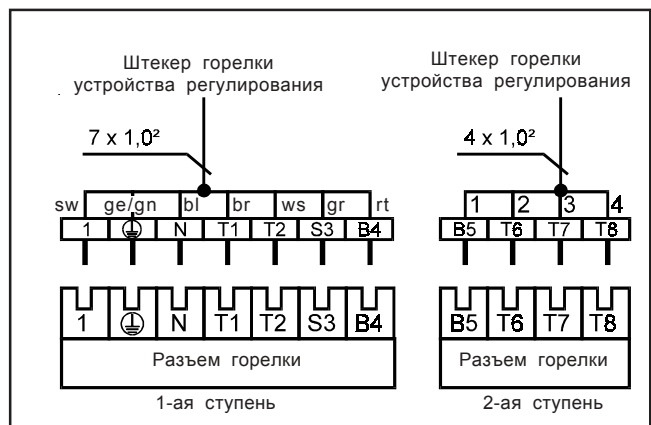 Штекер горелки
устройства регулирования
7 x 1,0²
sw ge/gn bl br ws gr rt
1 N T1 T2 S3 B4
1 N T1 T2 S3 B4
Разъем горелки
1-ая ступень
Штекер горелки
устройства регулирования
4 x 1,0²
1 2 3 4
B5 T6 T7 T8
B5 T6 T7 T8
Разъем горелки
2-ая ступень